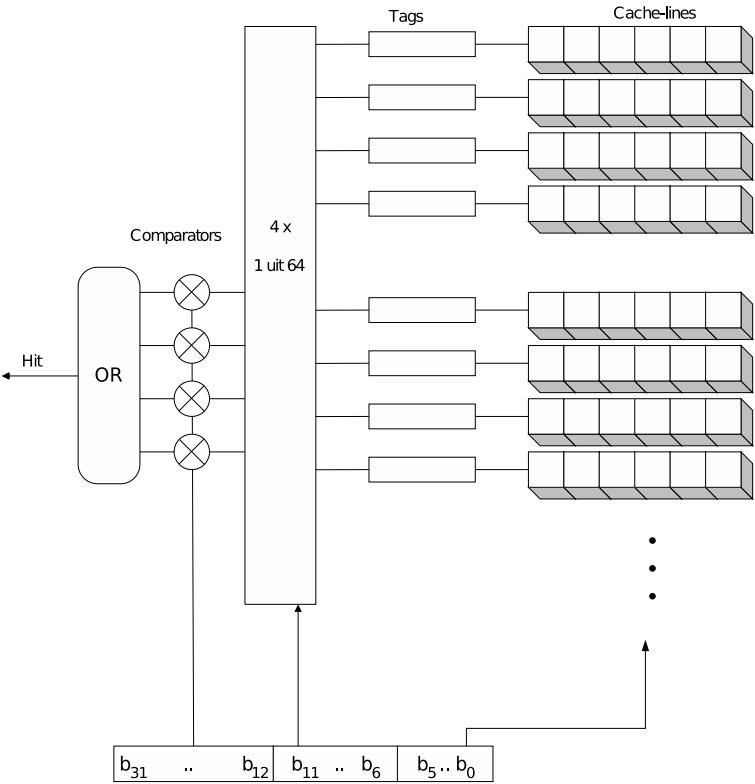 Tags
Cache-lines
4 x
1 uit 64
Comparators
Hit
OR
b31 .. b12 b11 .. b6 b5 .. b0